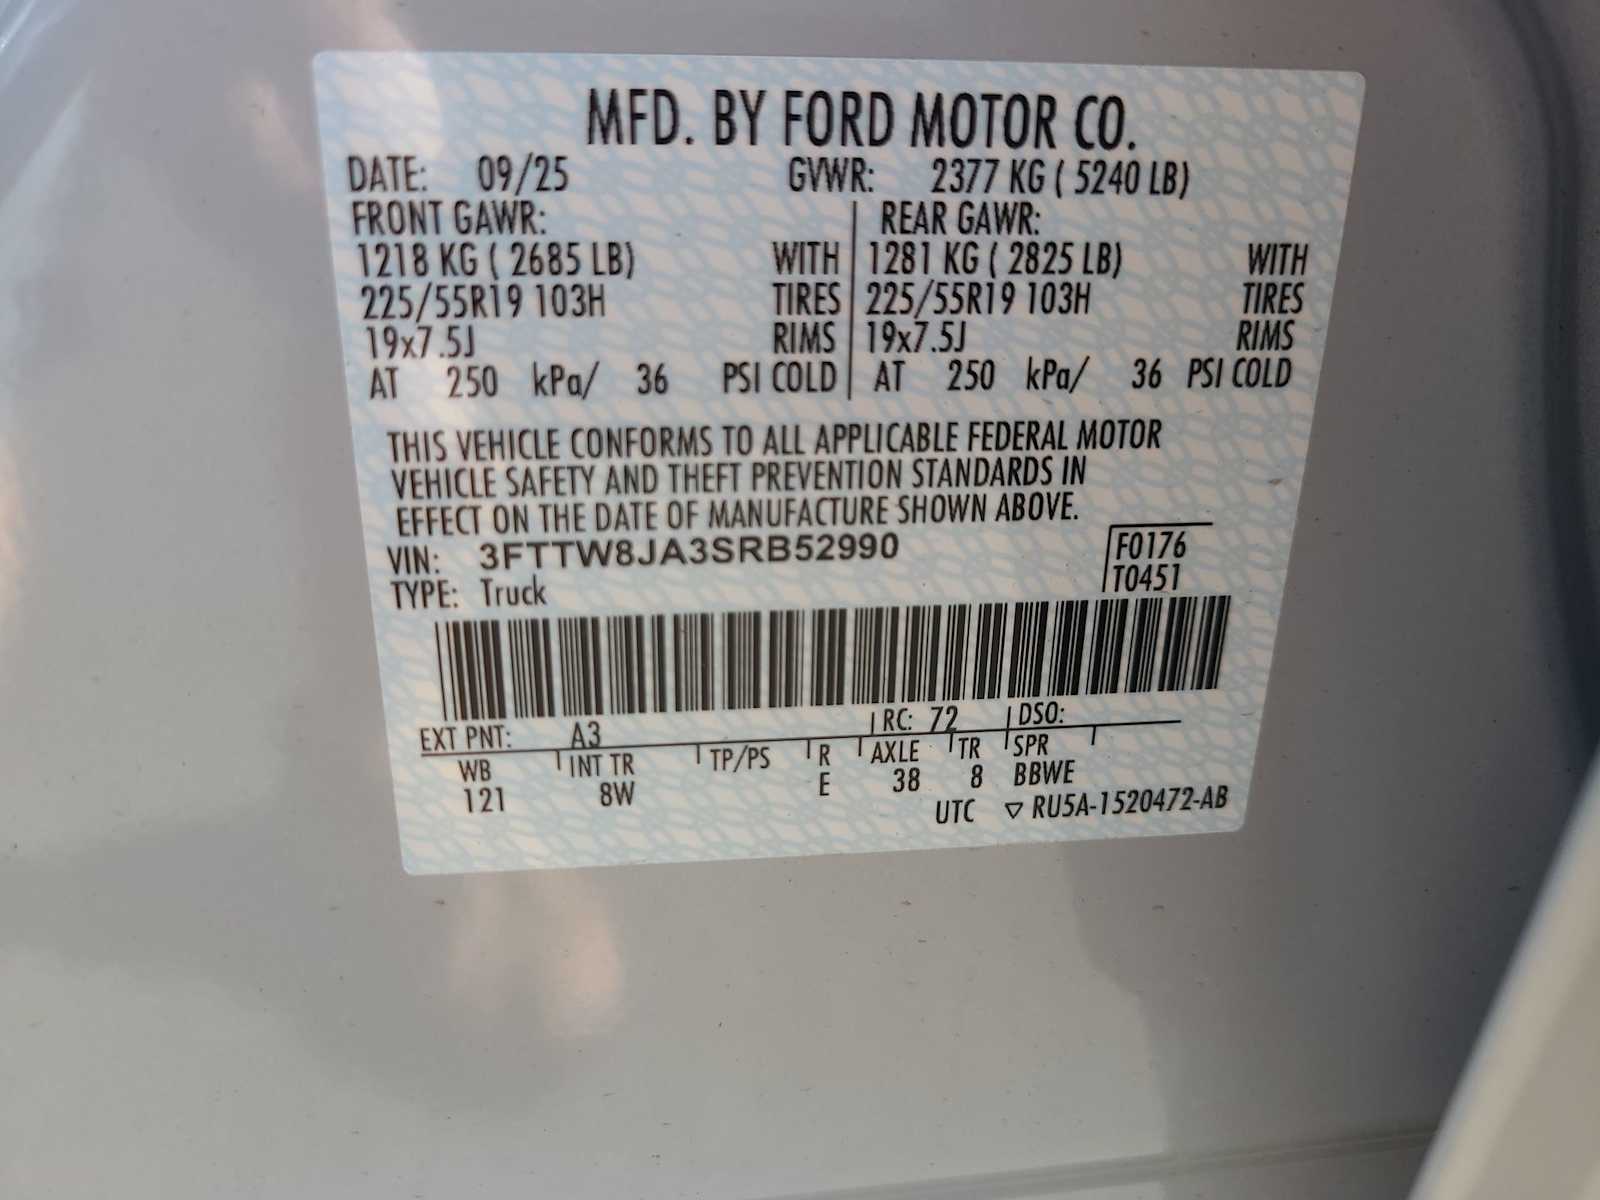 MFD. BY FORD MOTOR CO.
DATE: 09/25 GVWR: 2377 KG ( 5240 LB)
FRONT GAWR: REAR GAWR:
1218 KG ( 2685 LB) WITH 1281 KG ( 2825 LB) WITH
225/55R19 103H TIRES 225/55R19 103H TIRES
19x7.5J RIMS 19x7.5J RIMS
AT 250 kPa/ 36 PSI COLD AT 250 kPa/ 36 PSI COLD
THIS VEHICLE CONFORMS TO ALL APPLICABLE FEDERAL MOTOR
VEHICLE SAFETY AND THEFT PREVENTION STANDARDS IN
EFFECT ON THE DATE OF MANUFACTURE SHOWN ABOVE.
VIN: 3FTTW8JA3SRB52990 F0176
TYPE: Truck T0451
EXT PNT: A3 RC: 72 DSO:
WB INT TR TP/PS R AXLE TR SPR
121 8W E 38 8 BBWE
UTC ▽ RU5A-1520472-AB